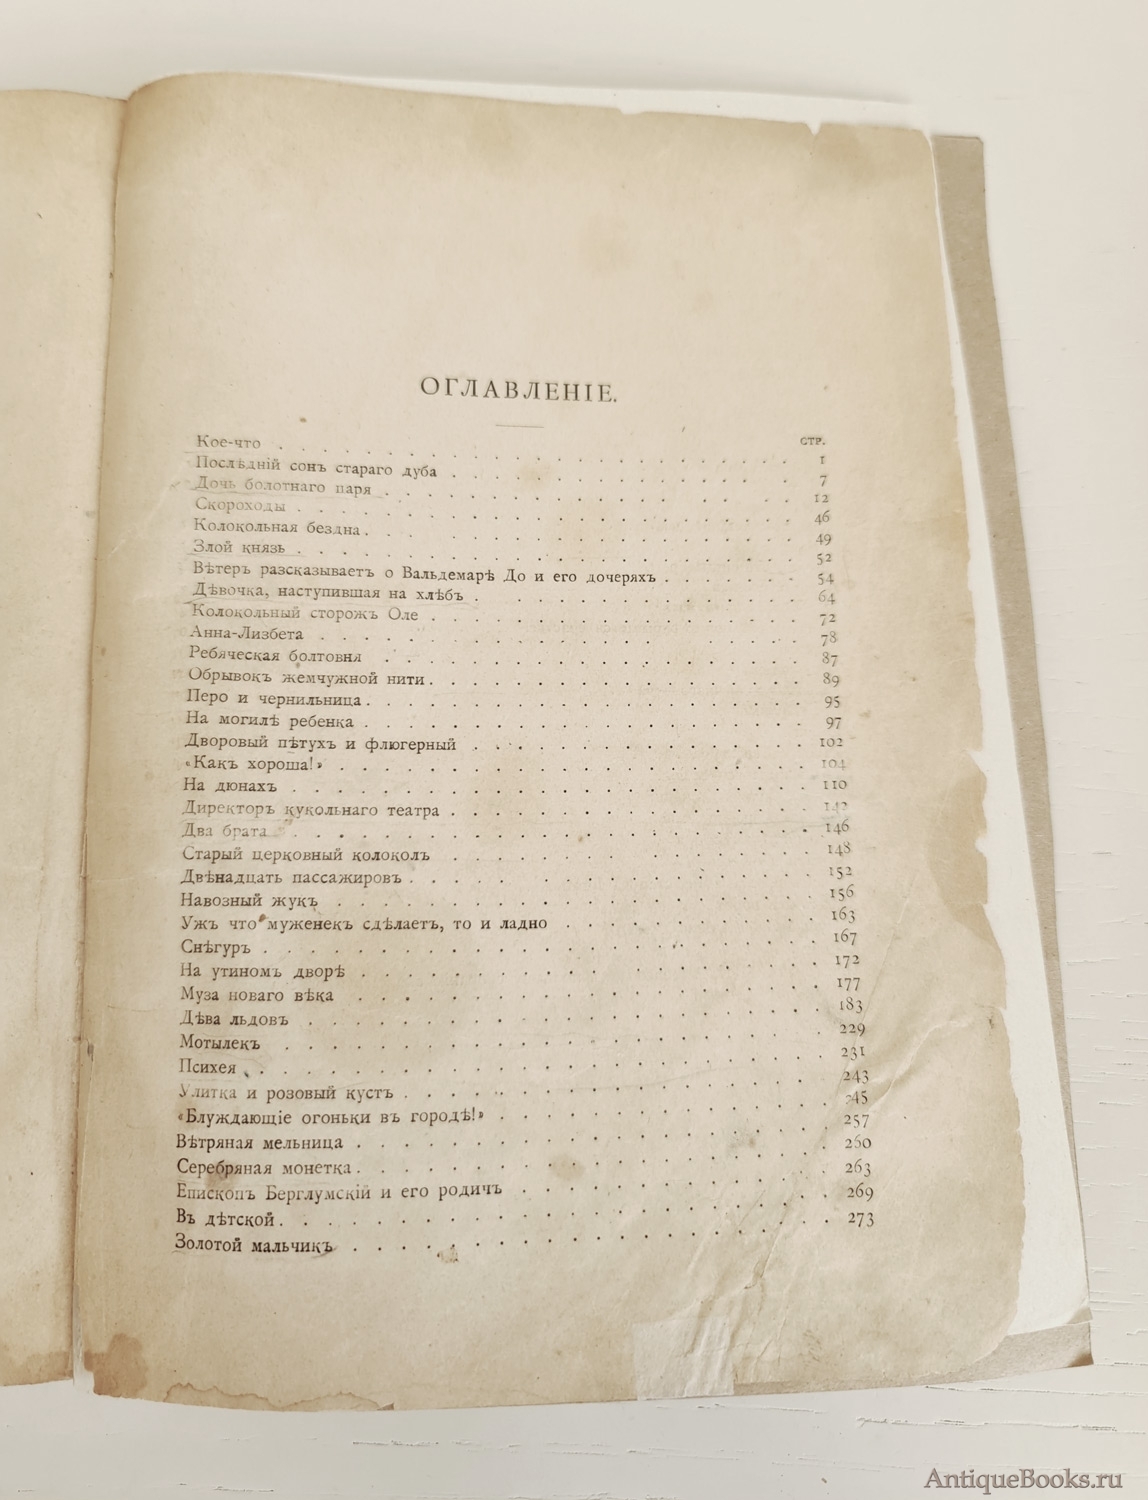 ОГЛАВЛЕНІЕ.
СТР.
Кое-что . . . 1
Послѣдній сонъ стараго дуба . . . 7
Дочь болотнаго царя . . . 12
Скороходы . . . 46
Колокольная бездна . . . 49
Злой князь . . . 52
Вѣтеръ разсказываетъ о Вальдемарѣ До и его дочеряхъ . . . 54
Дѣвочка, наступившая на хлѣбъ . . . 64
Колокольный сторожъ Оле . . . 72
Анна-Лизбета . . . 78
Ребяческая болтовня . . . 87
Обрывокъ жемчужной нити . . . 89
Перо и чернильница . . . 95
На могилѣ ребенка . . . 97
Дворовый пѣтухъ и флюгерный . . . 102
«Какъ хороша!» . . . 104
На дюнахъ . . . 110
Директоръ кукольнаго театра . . . 142
Два брата . . . 146
Старый церковный колоколъ . . . 148
Двѣнадцать пассажировъ . . . 152
Навозный жукъ . . . 156
Ужъ что муженекъ сдѣлаетъ, то и ладно . . . 163
Снѣгуръ . . . 167
На утиномъ дворѣ . . . 172
Муза новаго вѣка . . . 177
Дѣва льдовъ . . . 183
Мотылекъ . . . 229
Психея . . . 231
Улитка и розовый кустъ . . . 243
«Блуждающіе огоньки въ городѣ!» . . . 245
Вѣтряная мельница . . . 257
Серебряная монетка . . . 260
Епископъ Берглумскій и его родичъ . . . 263
Въ дѣтской . . . 269
Золотой мальчикъ . . . 273
AntiqueBooks.ru